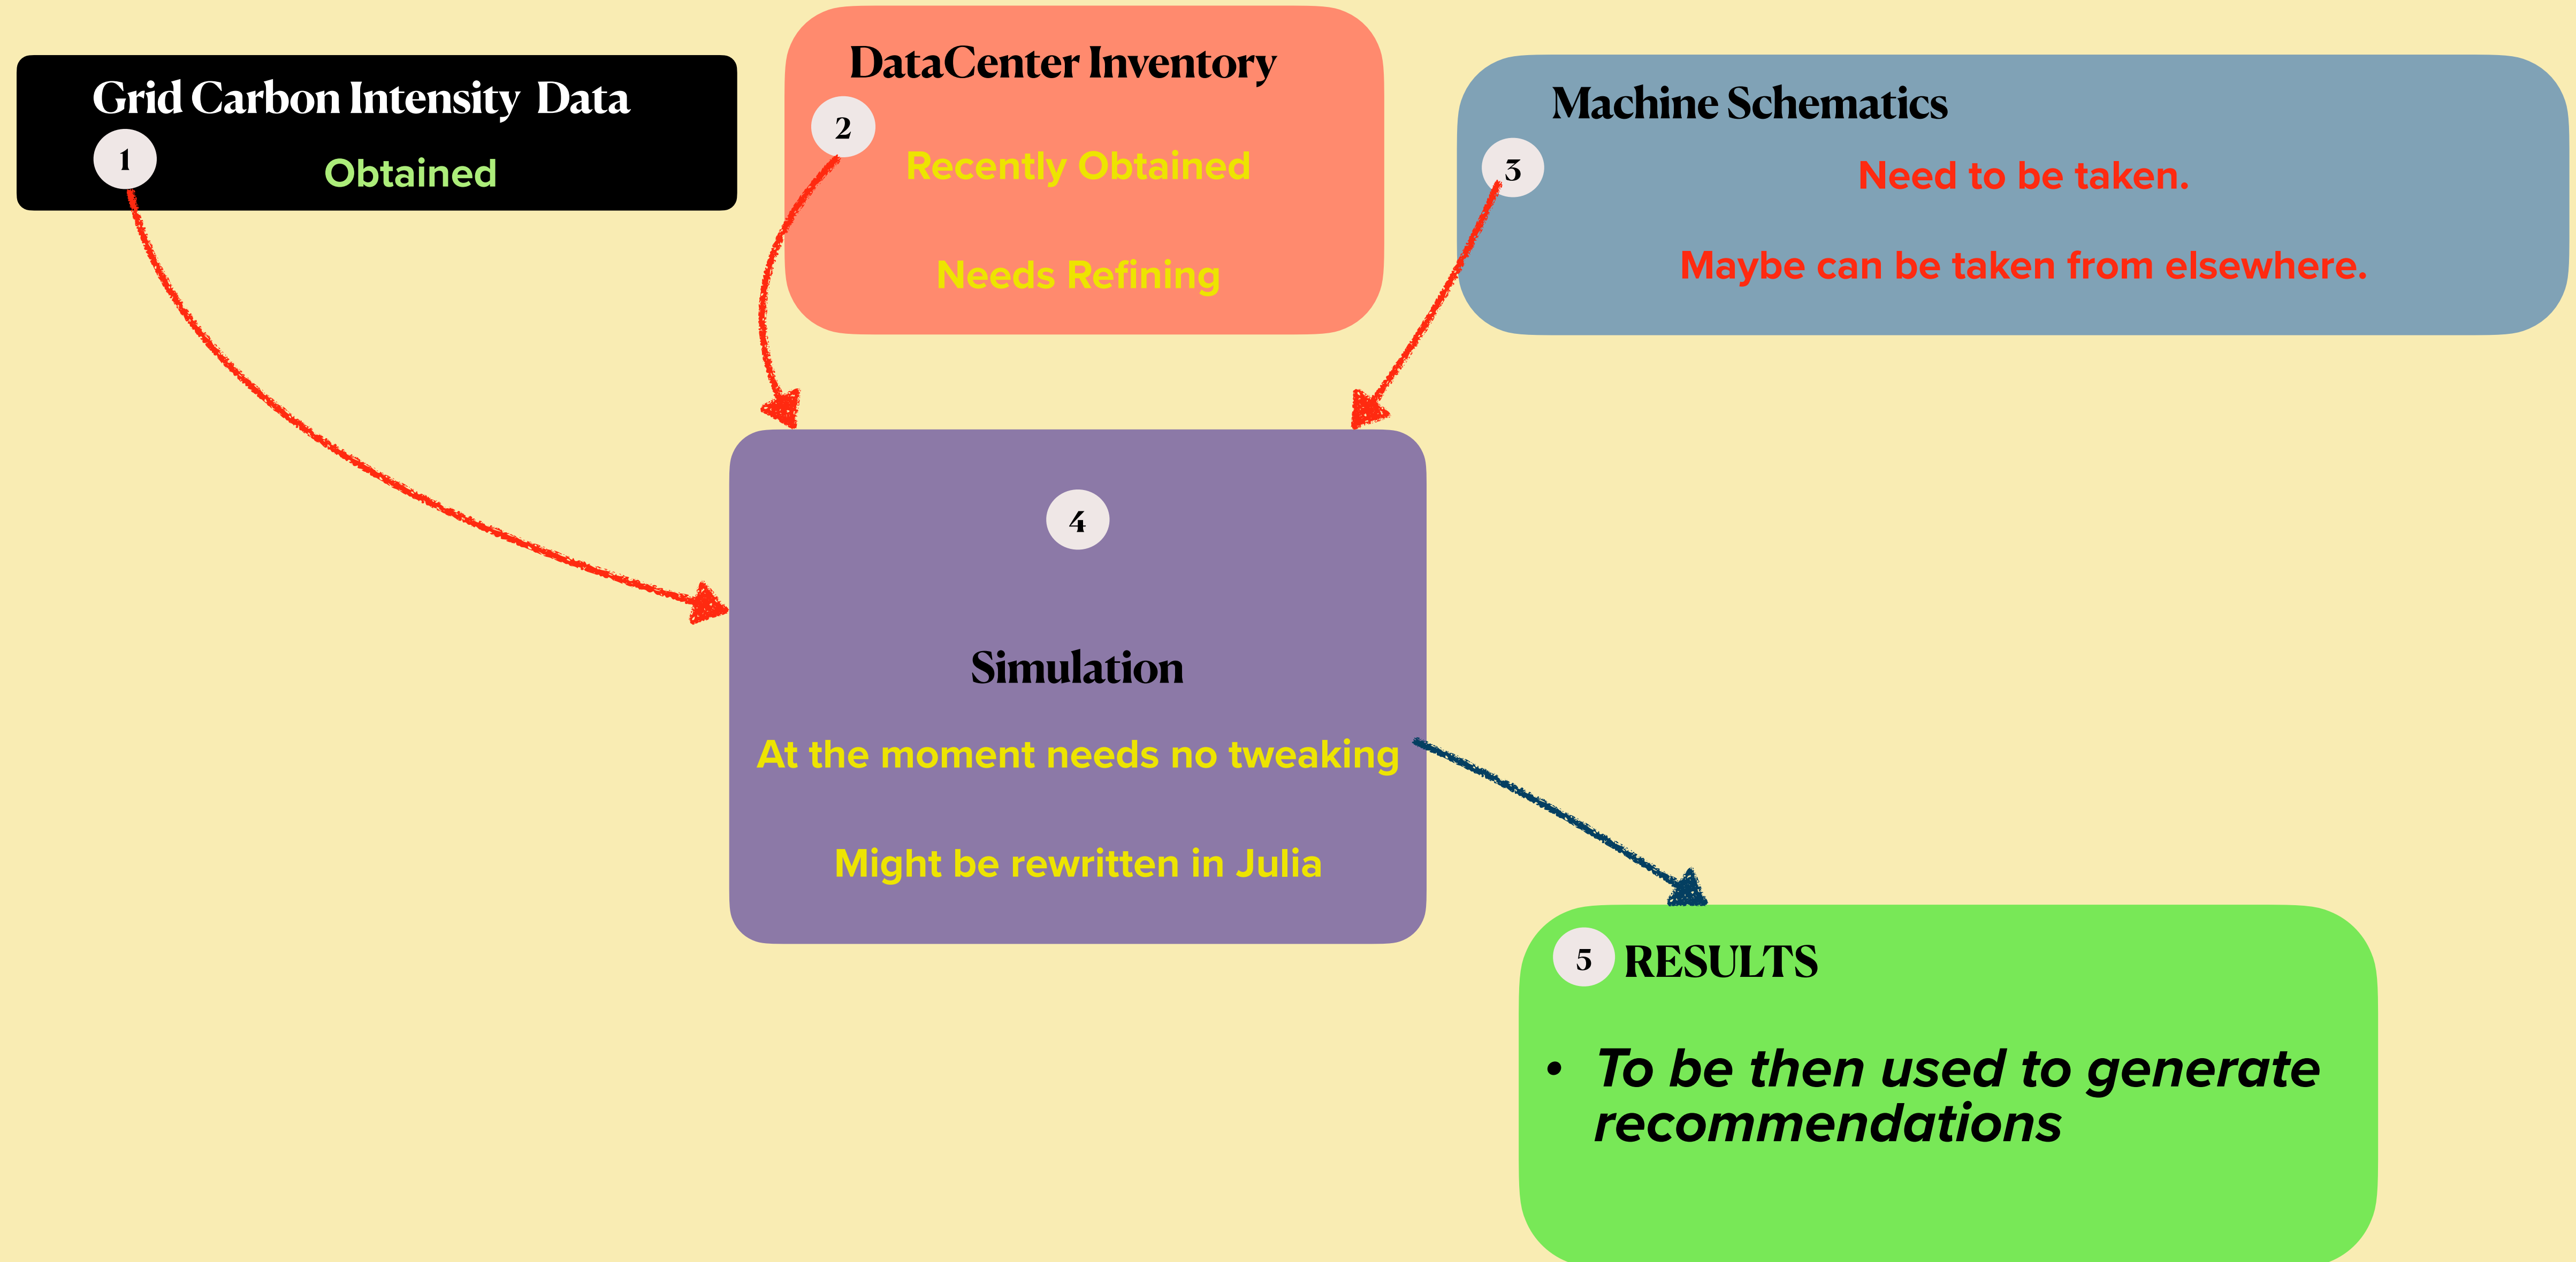 Grid Carbon Intensity  Data
1
Obtained
DataCenter Inventory
2
Recently Obtained
Needs Refining
Machine Schematics
3
Need to be taken.
Maybe can be taken from elsewhere.
4
Simulation
At the moment needs no tweaking
Might be rewritten in Julia
5 RESULTS
• To be then used to generate
recommendations